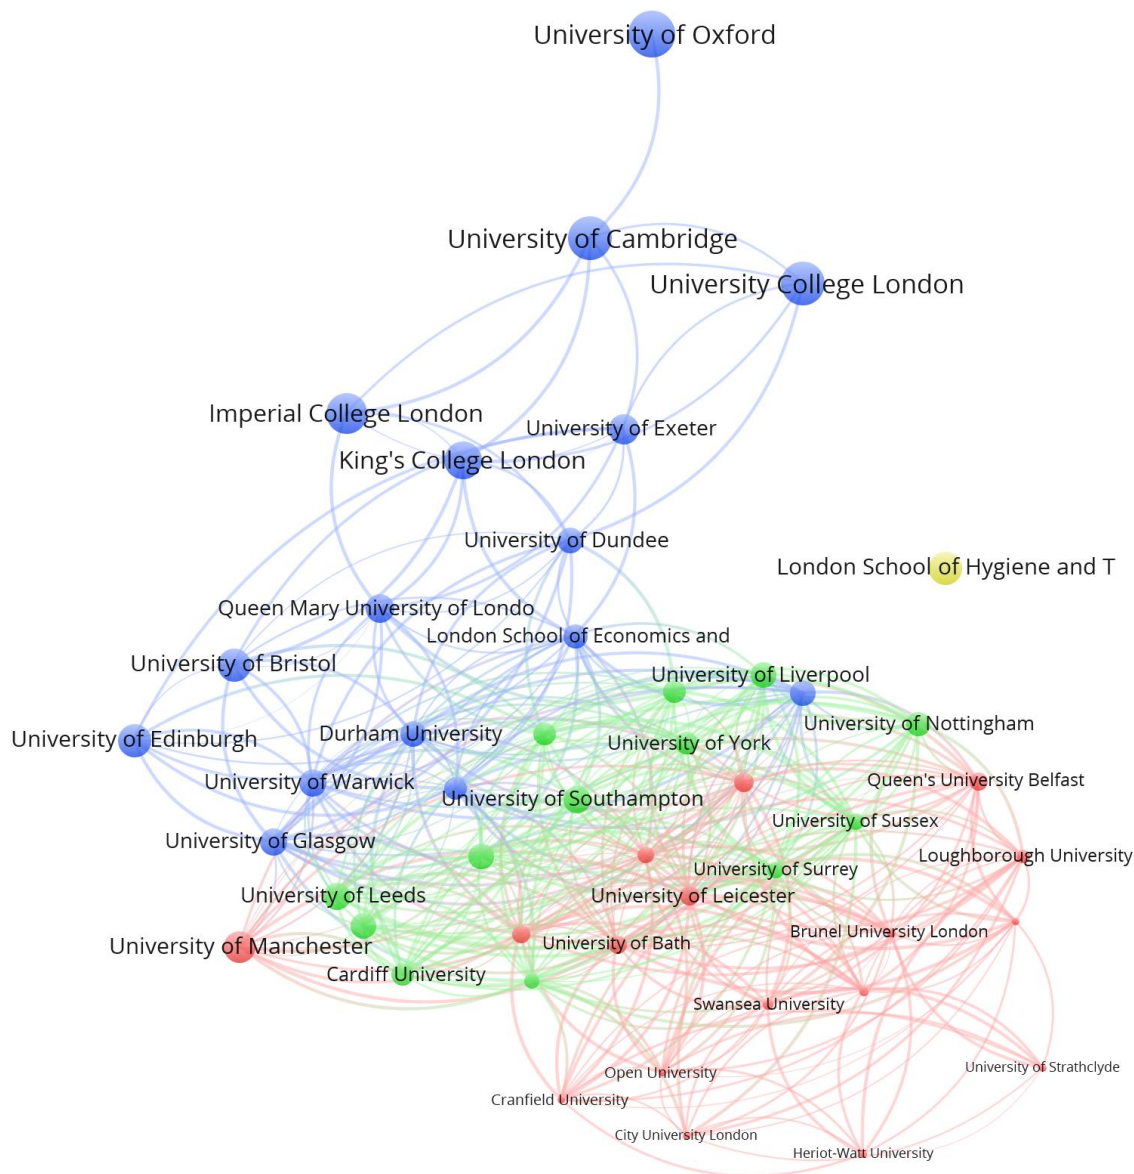 University of Oxford
University of Cambridge
University College London
Imperial College London
University of Exeter
King's College London
University of Dundee
London School of Hygiene and T
Queen Mary University of Londo
London School of Economics and
University of Bristol
University of Liverpool
University of Nottingham
University of Edinburgh
Durham University
University of York
University of Warwick
Queen's University Belfast
University of Southampton
University of Sussex
University of Glasgow
Loughborough University
University of Surrey
University of Leeds
University of Leicester
Brunel University London
University of Manchester
University of Bath
Cardiff University
Swansea University
University of Strathclyde
Open University
Cranfield University
City University London
Heriot-Watt University